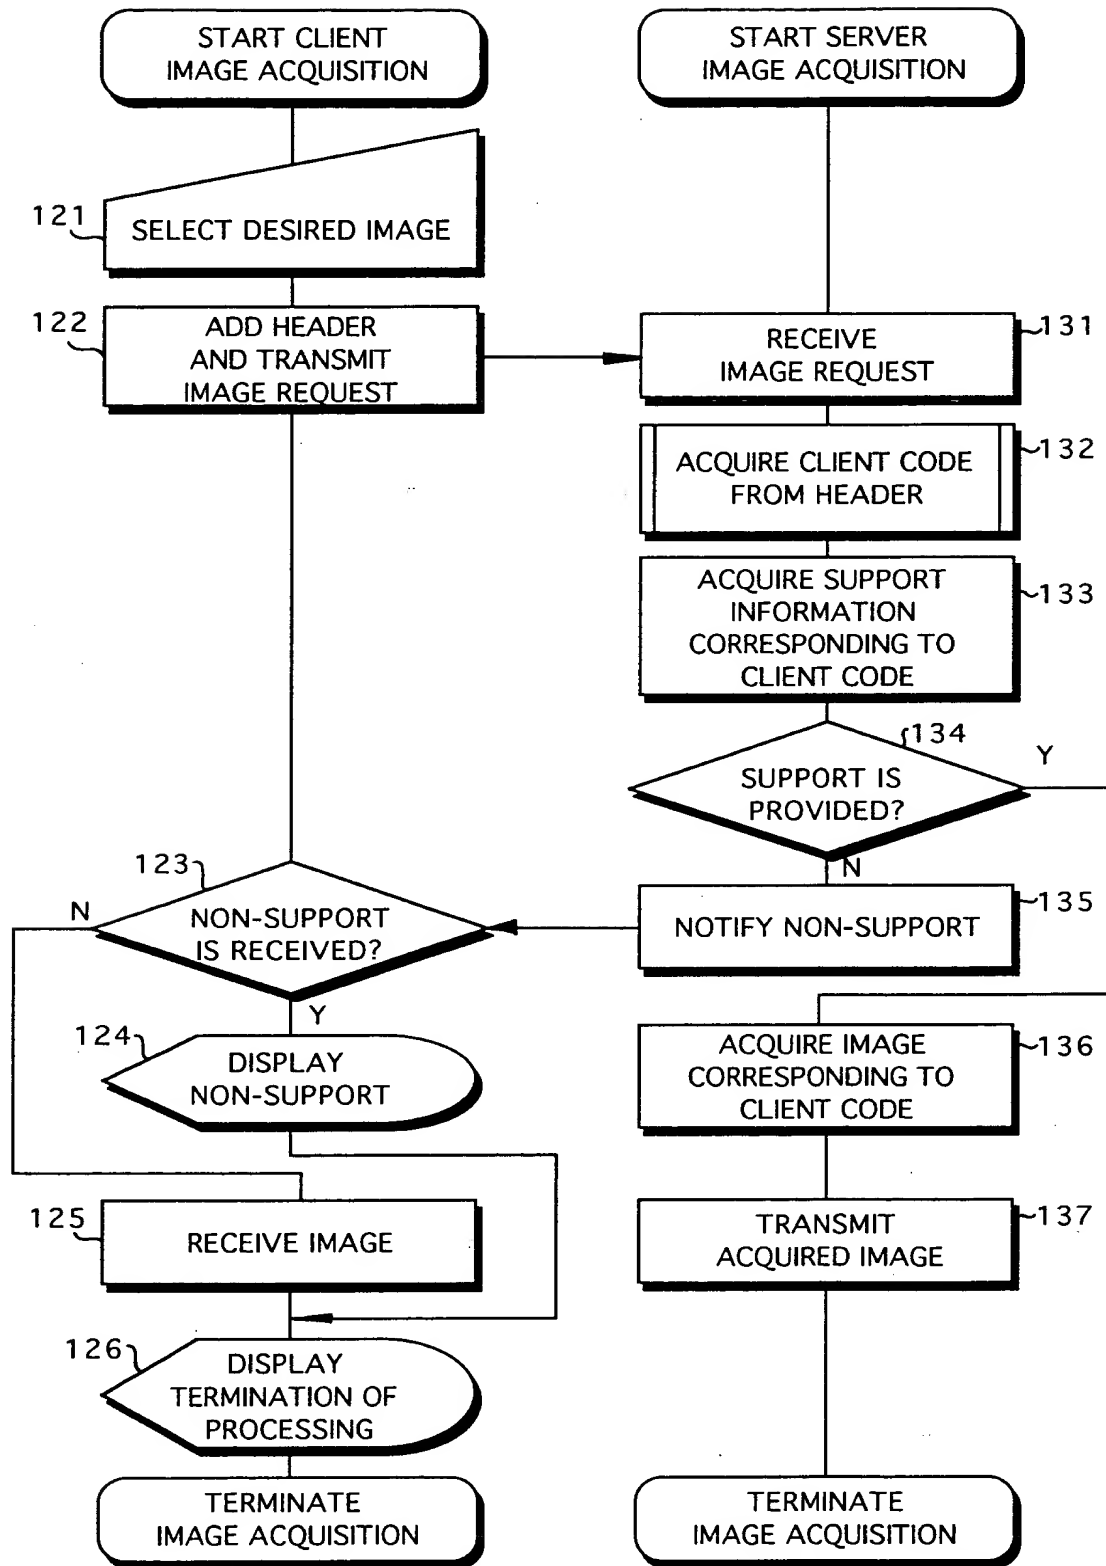 START CLIENT
IMAGE ACQUISITION
START SERVER
IMAGE ACQUISITION
121
SELECT DESIRED IMAGE
122
ADD HEADER
AND TRANSMIT
IMAGE REQUEST
RECEIVE
IMAGE REQUEST
131
ACQUIRE CLIENT CODE
FROM HEADER
132
ACQUIRE SUPPORT
INFORMATION
CORRESPONDING TO
CLIENT CODE
133
134
Y
SUPPORT IS
PROVIDED?
N
123
N
NON-SUPPORT
IS RECEIVED?
Y
NOTIFY NON-SUPPORT
135
124
DISPLAY
NON-SUPPORT
ACQUIRE IMAGE
CORRESPONDING TO
CLIENT CODE
136
125
RECEIVE IMAGE
TRANSMIT
ACQUIRED IMAGE
137
126
DISPLAY
TERMINATION OF
PROCESSING
TERMINATE
IMAGE ACQUISITION
TERMINATE
IMAGE ACQUISITION